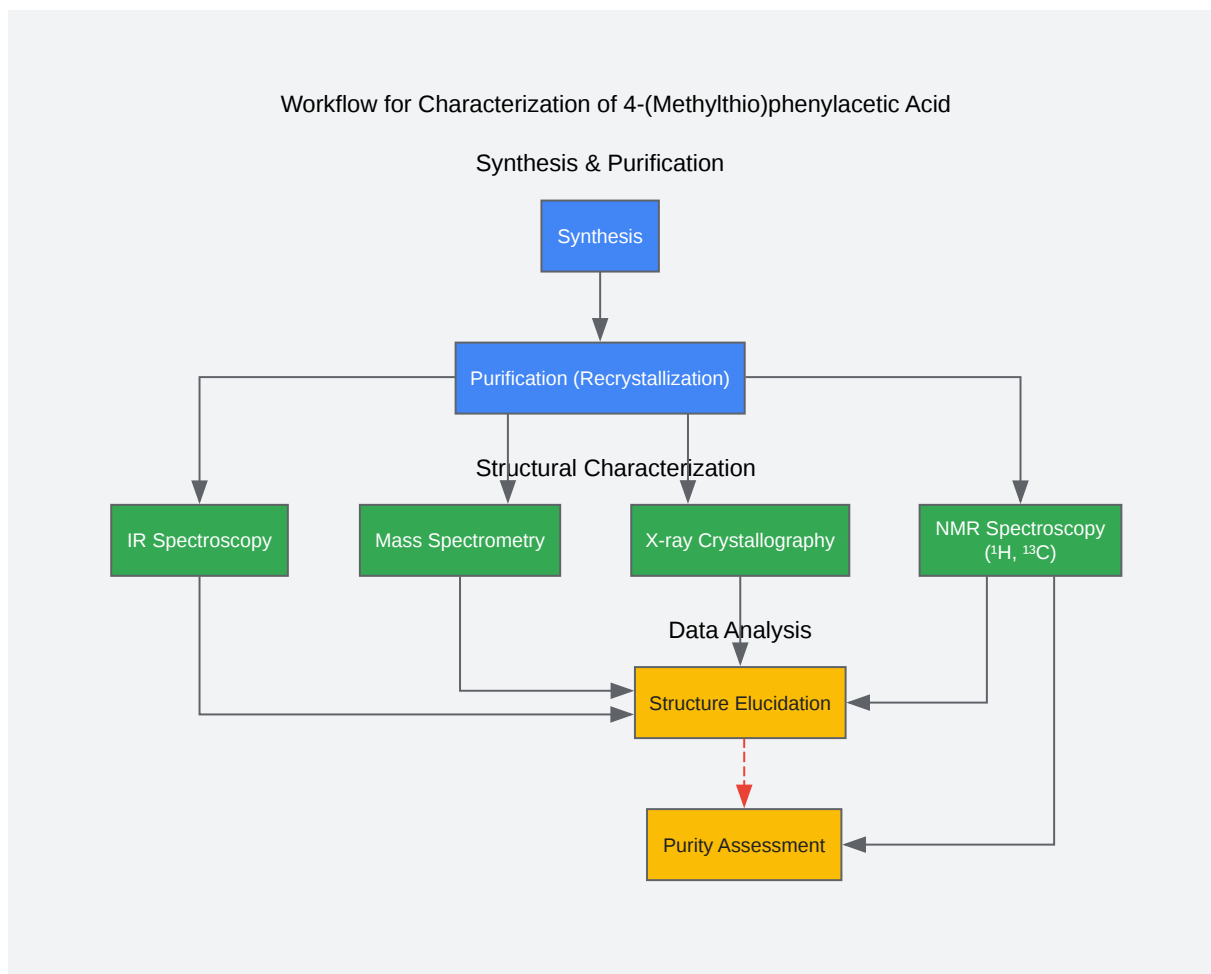 Workflow for Characterization of 4-(Methylthio)phenylacetic Acid
Synthesis & Purification
Synthesis
Purification (Recrystallization)
Structural Characterization
IR Spectroscopy
Mass Spectrometry
X-ray Crystallography
NMR Spectroscopy
(¹H, ¹³C)
Data Analysis
Structure Elucidation
Purity Assessment